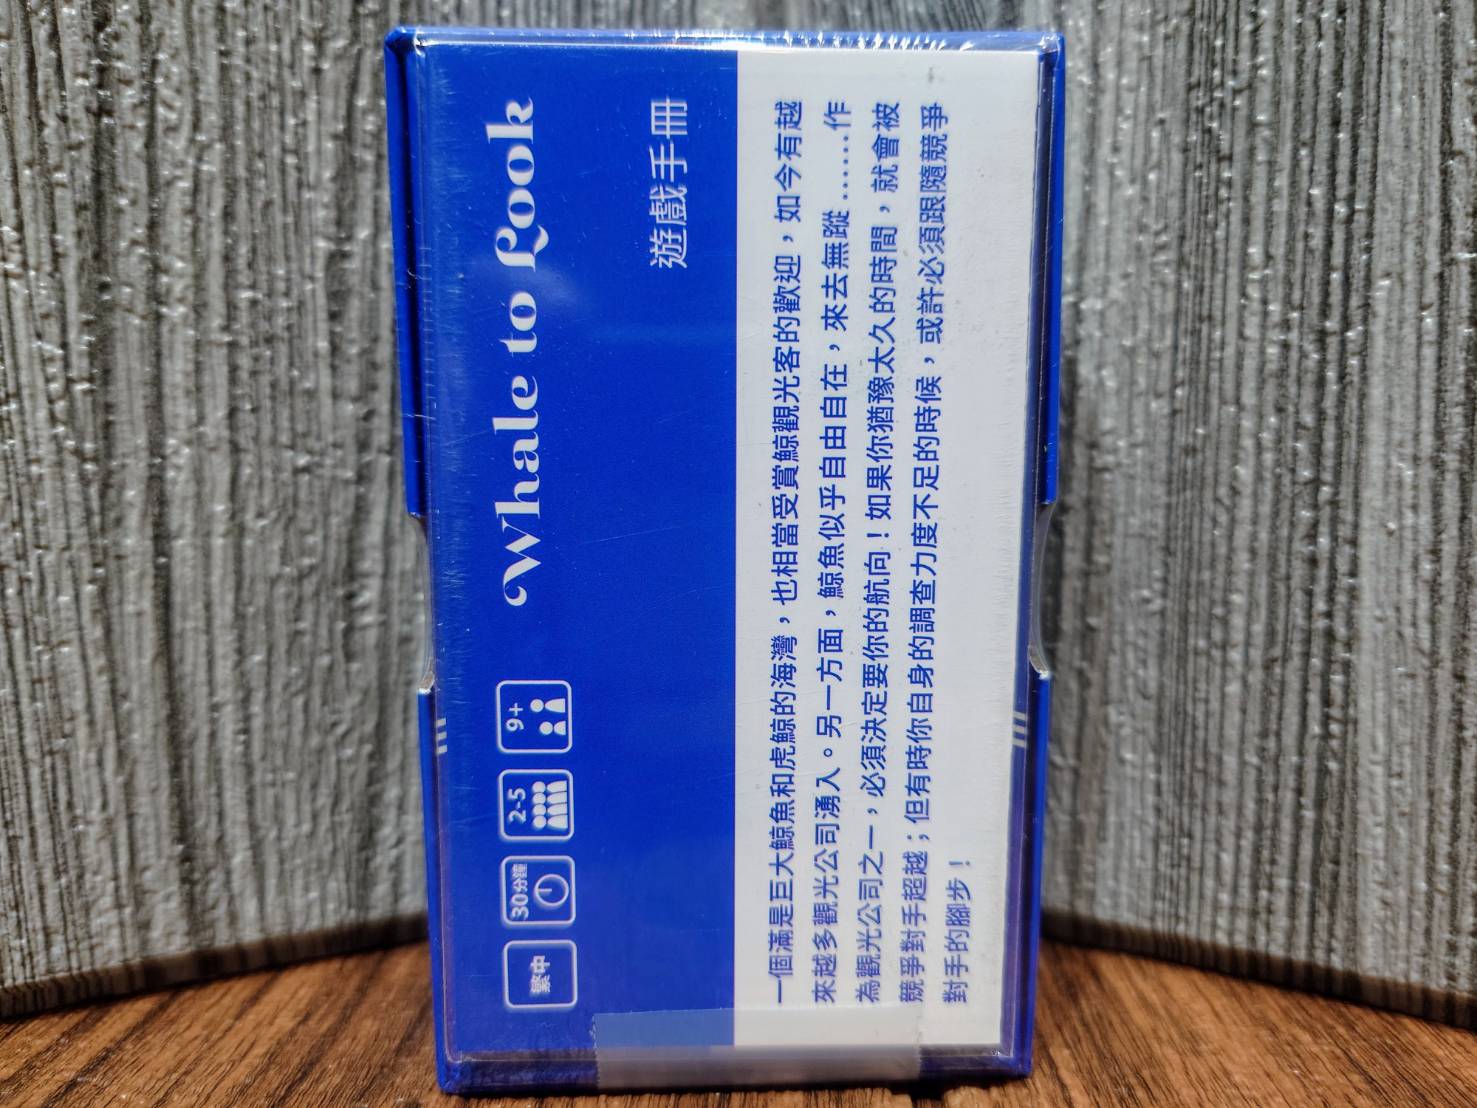 Whale to Look
遊戲手冊
繁中
30分鐘
2-5
9+
一個滿是巨大鯨魚和虎鯨的海灣，也相當受賞鯨觀光客的歡迎，如今有越
來越多觀光公司湧入。另一方面，鯨魚似乎自由自在，來去無蹤……作
為觀光公司之一，必須決定要你的航向！如果你猶豫太久的時間，就會被
競爭對手超越；但有時你自身的調查力度不足的時候，或許必須跟隨競爭
對手的腳步！